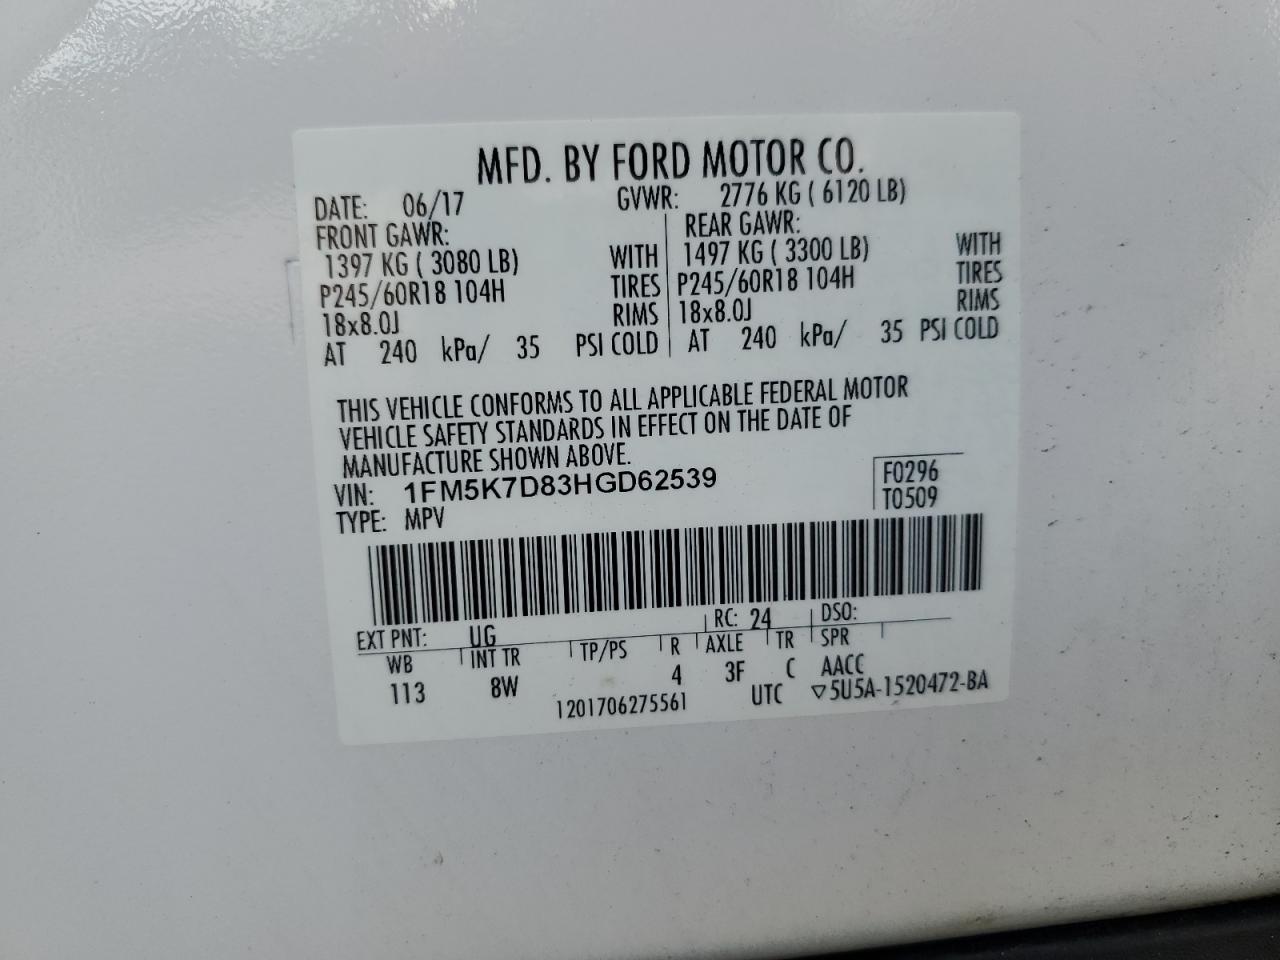 MFD. BY FORD MOTOR CO.
DATE: 06/17 GVWR: 2776 KG ( 6120 LB)
FRONT GAWR: REAR GAWR:
1397 KG ( 3080 LB) WITH 1497 KG ( 3300 LB) WITH
P245/60R18 104H TIRES P245/60R18 104H TIRES
18x8.0J RIMS 18x8.0J RIMS
AT 240 kPa/ 35 PSI COLD AT 240 kPa/ 35 PSI COLD
THIS VEHICLE CONFORMS TO ALL APPLICABLE FEDERAL MOTOR
VEHICLE SAFETY STANDARDS IN EFFECT ON THE DATE OF
MANUFACTURE SHOWN ABOVE.
VIN: 1FM5K7D83HGD62539 F0296
TYPE: MPV T0509
EXT PNT: UG RC: 24 DSO:
WB INT TR TP/PS R AXLE TR SPR
113 8W 4 3F C AACC
1201706275561 UTC ▽5U5A-1520472-BA